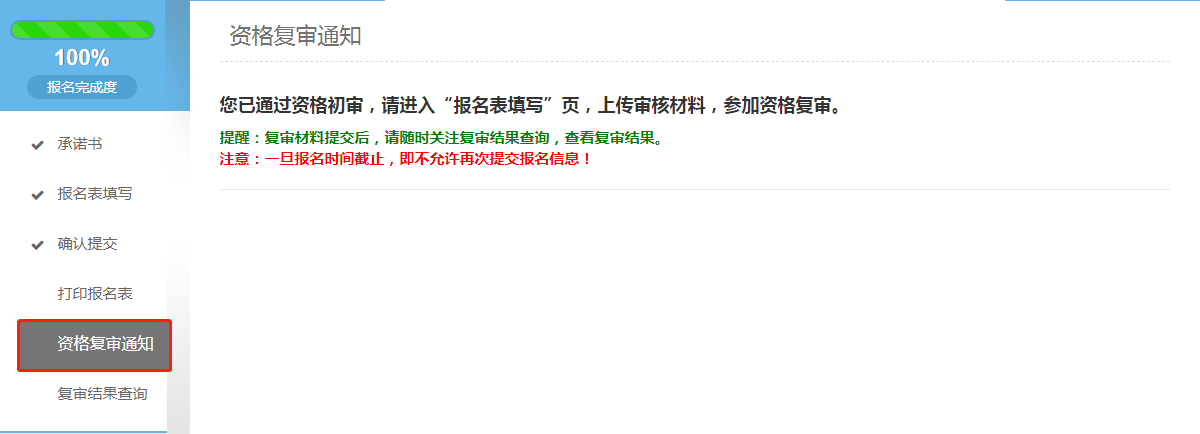 100%
报名完成度
承诺书
报名表填写
确认提交
打印报名表
资格复审通知
复审结果查询
资格复审通知
您已通过资格初审，请进入“报名表填写”页，上传审核材料，参加资格复审。
提醒：复审材料提交后，请随时关注复审结果查询，查看复审结果。
注意：一旦报名时间截止，即不允许再次提交报名信息！